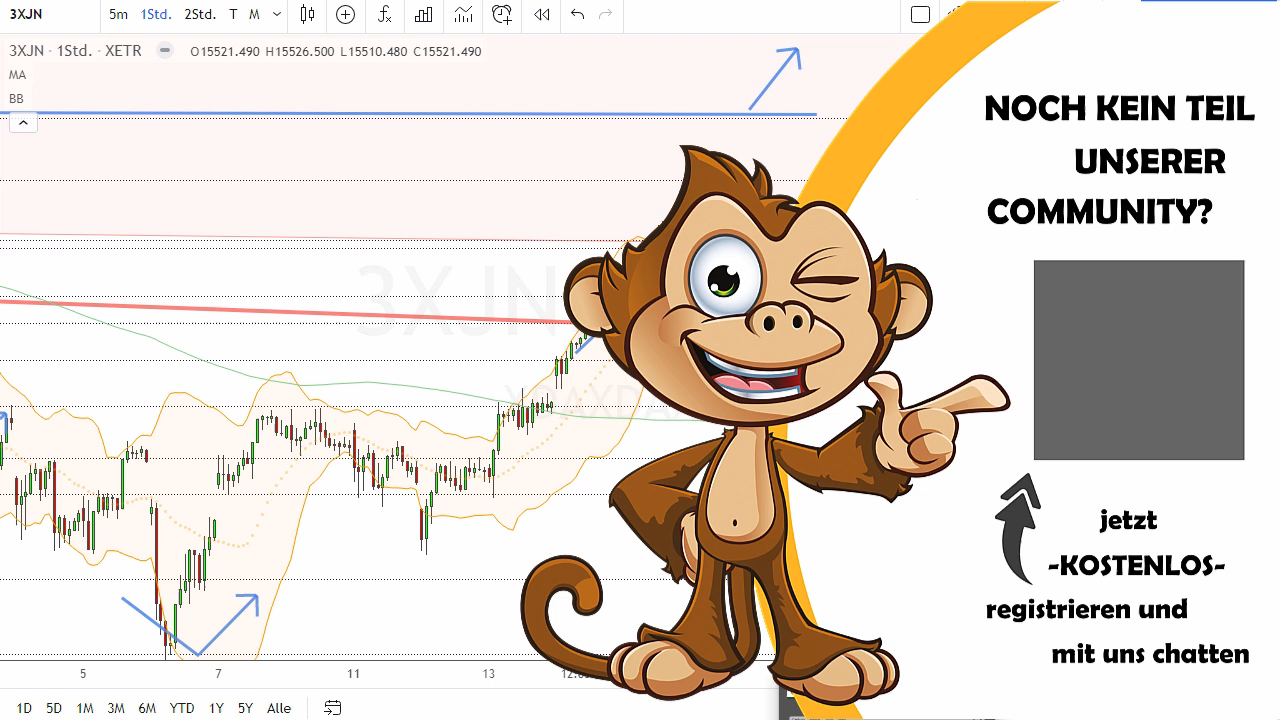 3XJN 5m 1Std. 2Std. T M
3XJN · 1Std. · XETR O15521.490 H15526.500 L15510.480 C15521.490
MA
BB
3XJN
NOCH KEIN TEIL
UNSERER
COMMUNITY?
jetzt
-KOSTENLOS-
registrieren und
mit uns chatten
5 7 11 13
1D 5D 1M 3M 6M YTD 1Y 5Y Alle